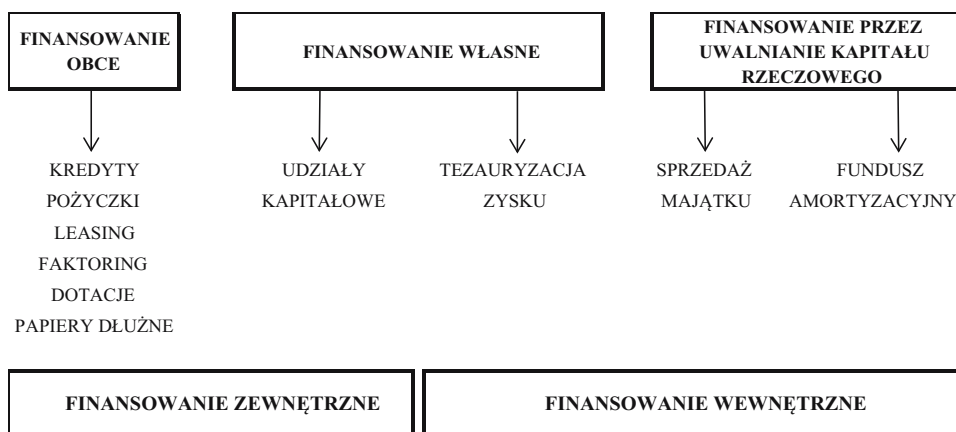 FINANSOWANIE
OBCE
FINANSOWANIE WŁASNE
FINANSOWANIE PRZEZ
UWALNIANIE KAPITAŁU
RZECZOWEGO
KREDYTY
POŻYCZKI
LEASING
FAKTORING
DOTACJE
PAPIERY DŁUŻNE
UDZIAŁY
KAPITAŁOWE
TEZAURYZACJA
ZYSKU
SPRZEDAŻ
MAJĄTKU
FUNDUSZ
AMORTYZACYJNY
FINANSOWANIE ZEWNĘTRZNE
FINANSOWANIE WEWNĘTRZNE